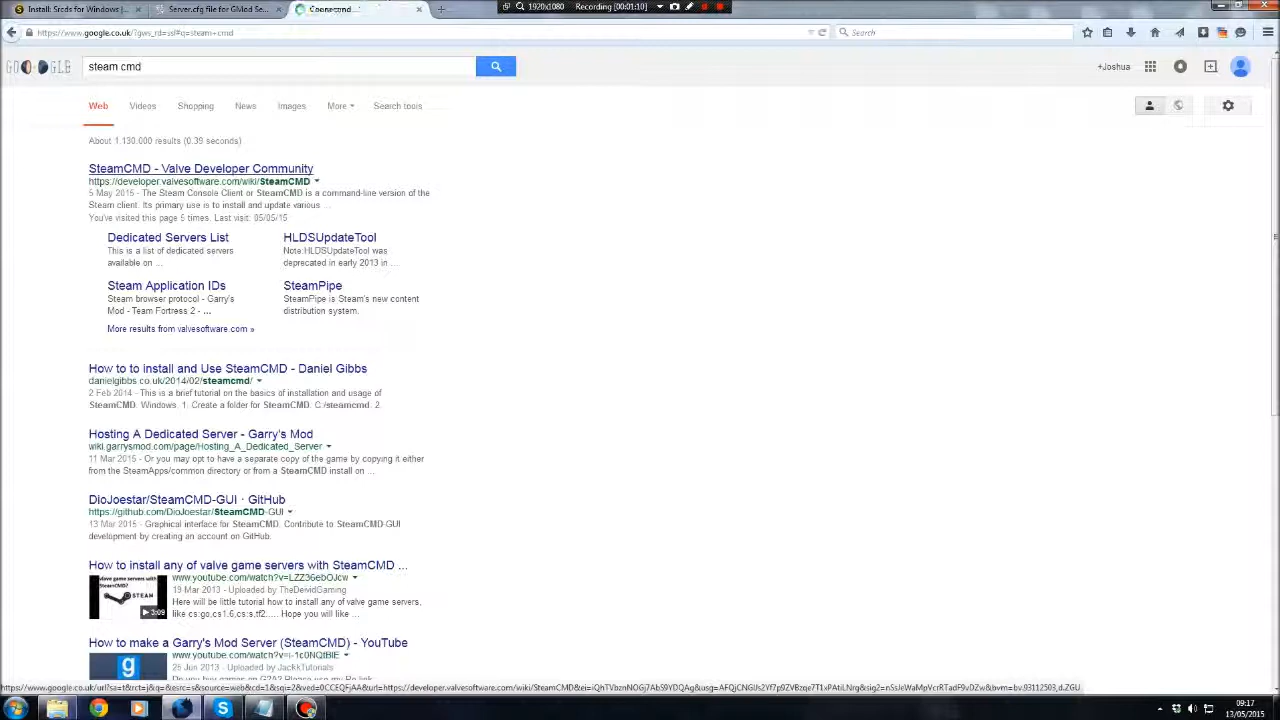 Install: Srcds for Windows |...
Server.cfg file for GMod Se...
1920x1080 Recording [00:01:10]
https://www.google.co.uk/?gws_rd=ssl#q=steam+cmd
Search
steam cmd
+Joshua
Web Videos Shopping News Images More Search tools
About 1,130,000 results (0.39 seconds)
SteamCMD - Valve Developer Community
https://developer.valvesoftware.com/wiki/SteamCMD
5 May 2015 - The Steam Console Client or SteamCMD is a command-line version of the
Steam client. Its primary use is to install and update various ...
You've visited this page 5 times. Last visit: 05/05/15
Dedicated Servers List
This is a list of dedicated servers
available on ...
HLDSUpdateTool
Note:HLDSUpdateTool was
deprecated in early 2013 in ...
Steam Application IDs
Steam browser protocol - Garry's
Mod - Team Fortress 2 - ...
SteamPipe
SteamPipe is Steam's new content
distribution system.
More results from valvesoftware.com »
How to to install and Use SteamCMD - Daniel Gibbs
danielgibbs.co.uk/2014/02/steamcmd/
2 Feb 2014 - This is a brief tutorial on the basics of installation and usage of
SteamCMD. Windows. 1. Create a folder for SteamCMD. C:/steamcmd. 2.
Hosting A Dedicated Server - Garry's Mod
wiki.garrysmod.com/page/Hosting_A_Dedicated_Server
11 Mar 2015 - Or you may opt to have a separate copy of the game by copying it either
from the SteamApps/common directory or from a SteamCMD install on ...
DioJoestar/SteamCMD-GUI · GitHub
https://github.com/DioJoestar/SteamCMD-GUI
13 Mar 2015 - Graphical interface for SteamCMD. Contribute to SteamCMD-GUI
development by creating an account on GitHub.
How to install any of valve game servers with SteamCMD ...
www.youtube.com/watch?v=LZZ36ebOJcw
19 Mar 2013 - Uploaded by TheDeividGaming
Here will be little tutorial how to install any of valve game servers,
like cs:go,cs1.6,cs:s,tf2..... Hope you will like ...
STEAM
3:09
How to make a Garry's Mod Server (SteamCMD) - YouTube
25 Jun 2013 - Uploaded by JackkTutorials
09:17
13/05/2015